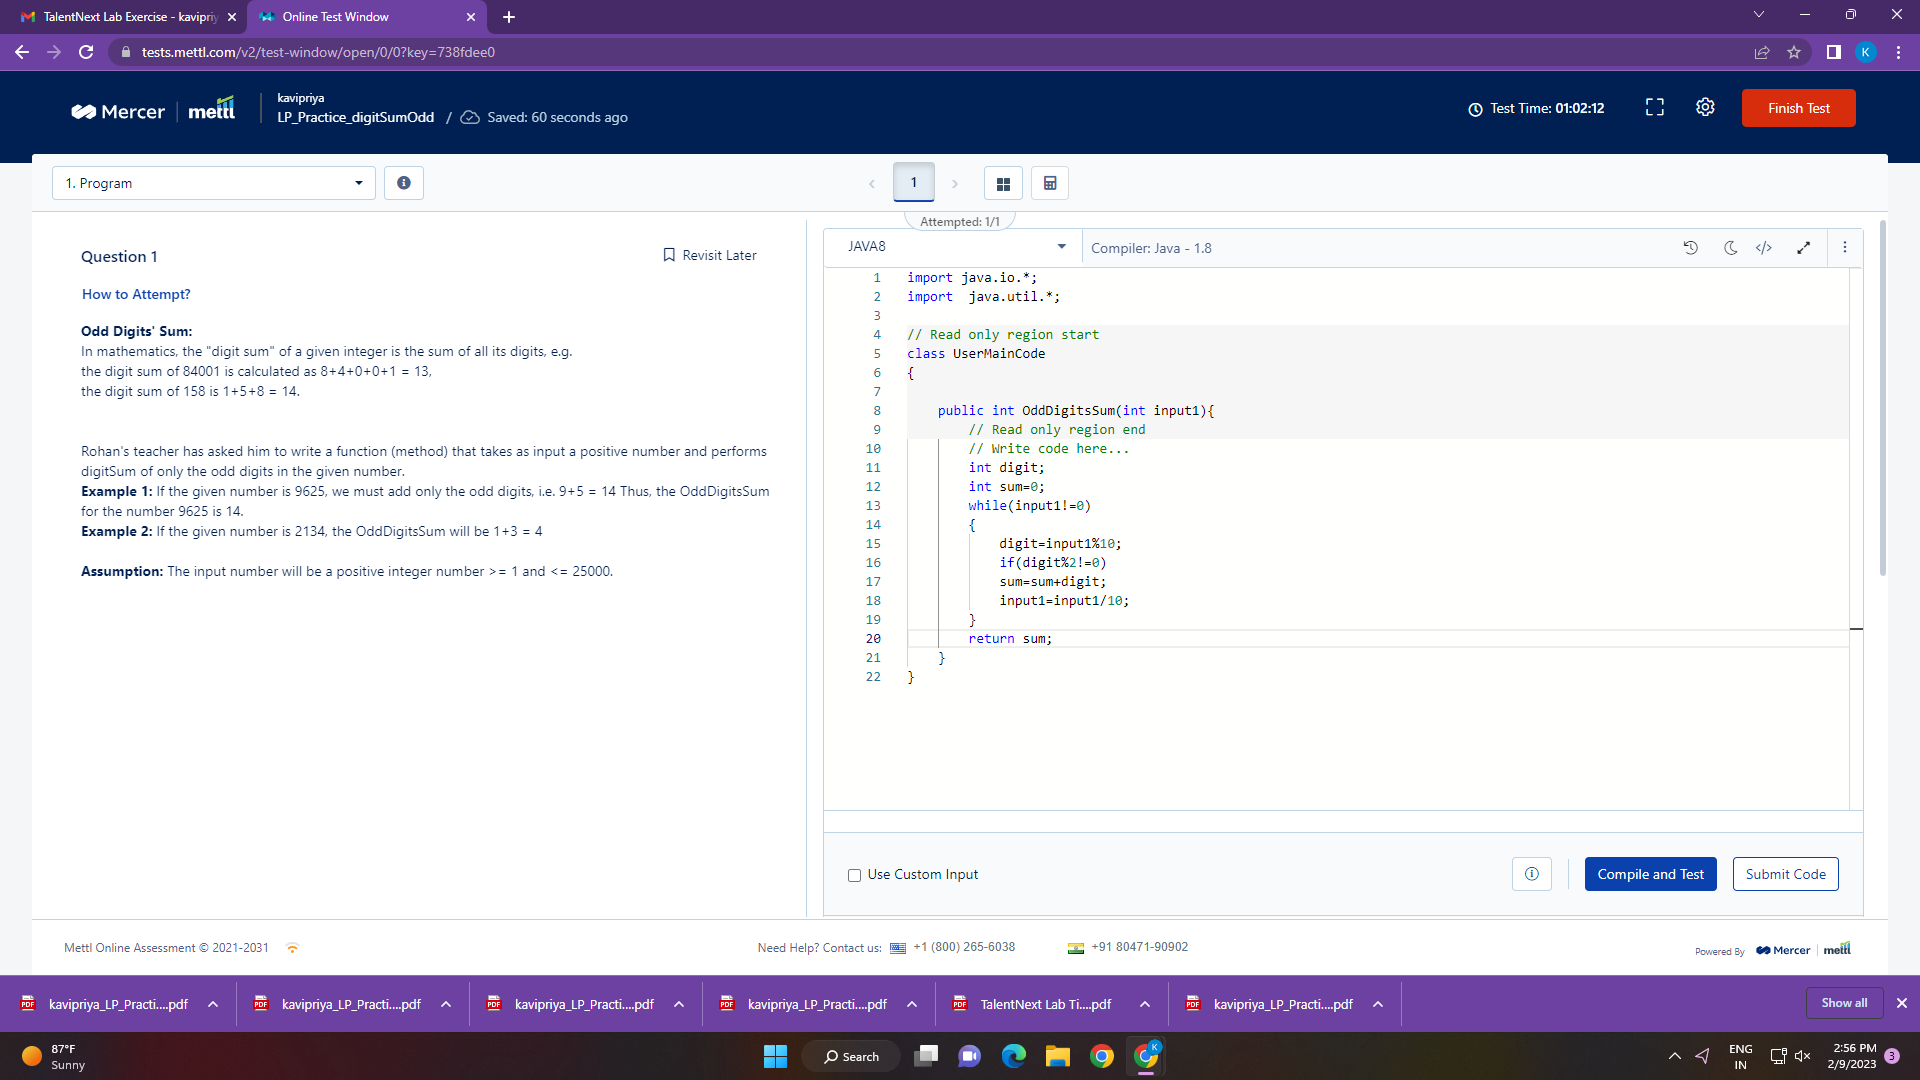 TalentNext Lab Exercise - kavipriy
Online Test Window
tests.mettl.com/v2/test-window/open/0/0?key=738fdee0
K
Mercer
mettl
kavipriya
LP_Practice_digitSumOdd / Saved: 60 seconds ago
Test Time: 01:02:12
Finish Test
1. Program
1
Attempted: 1/1
Question 1
Revisit Later
How to Attempt?
Odd Digits' Sum:
In mathematics, the "digit sum" of a given integer is the sum of all its digits, e.g.
the digit sum of 84001 is calculated as 8+4+0+0+1 = 13,
the digit sum of 158 is 1+5+8 = 14.
Rohan's teacher has asked him to write a function (method) that takes as input a positive number and performs
digitSum of only the odd digits in the given number.
Example 1: If the given number is 9625, we must add only the odd digits, i.e. 9+5 = 14 Thus, the OddDigitsSum
for the number 9625 is 14.
Example 2: If the given number is 2134, the OddDigitsSum will be 1+3 = 4
Assumption: The input number will be a positive integer number >= 1 and <= 25000.
JAVA8
Compiler: Java - 1.8
1 import java.io.*;
2 import  java.util.*;
3
4 // Read only region start
5 class UserMainCode
6 {
7
8     public int OddDigitsSum(int input1){
9         // Read only region end
10         // Write code here...
11         int digit;
12         int sum=0;
13         while(input1!=0)
14         {
15             digit=input1%10;
16             if(digit%2!=0)
17             sum=sum+digit;
18             input1=input1/10;
19         }
20         return sum;
21     }
22 }
Use Custom Input
Compile and Test
Submit Code
Mettl Online Assessment © 2021-2031
Need Help? Contact us: +1 (800) 265-6038
+91 80471-90902
Powered By Mercer mettl
kavipriya_LP_Practi....pdf
kavipriya_LP_Practi....pdf
kavipriya_LP_Practi....pdf
kavipriya_LP_Practi....pdf
TalentNext Lab Ti....pdf
kavipriya_LP_Practi....pdf
Show all
87°F
Sunny
Search
K
ENG
IN
2:56 PM
2/9/2023
3